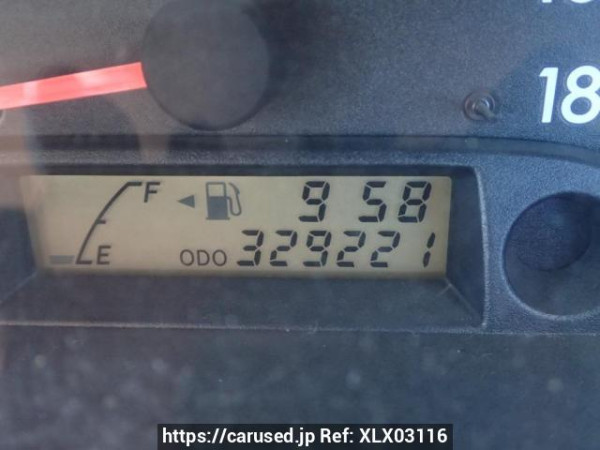 18
F 9 58
E ODO 329221
https://carused.jp Ref: XLX03116